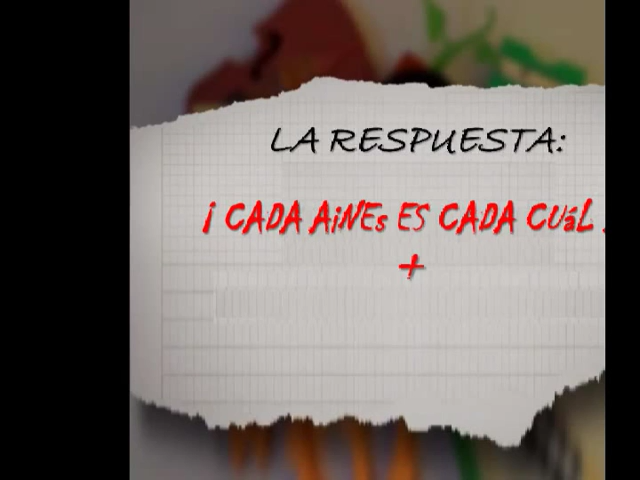 LA RESPUESTA:
¡ CADA AiNEs ES CADA CUáL
+